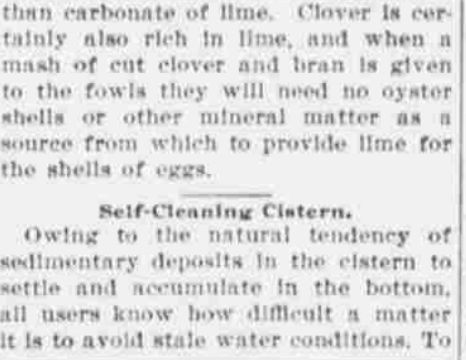 than carbonate of lime. Clover is cer-
tainly also rich in lime, and when a
mash of cut clover and bran is given
to the fowls they will need no oyster
shells or other mineral matter as a
source from which to provide lime for
the shells of eggs.
Self-Cleaning Cistern.
Owing to the natural tendency of
sedimentary deposits in the cistern to
settle and accumulate in the bottom,
all users know how difficult a matter
it is to avoid stale water conditions. To